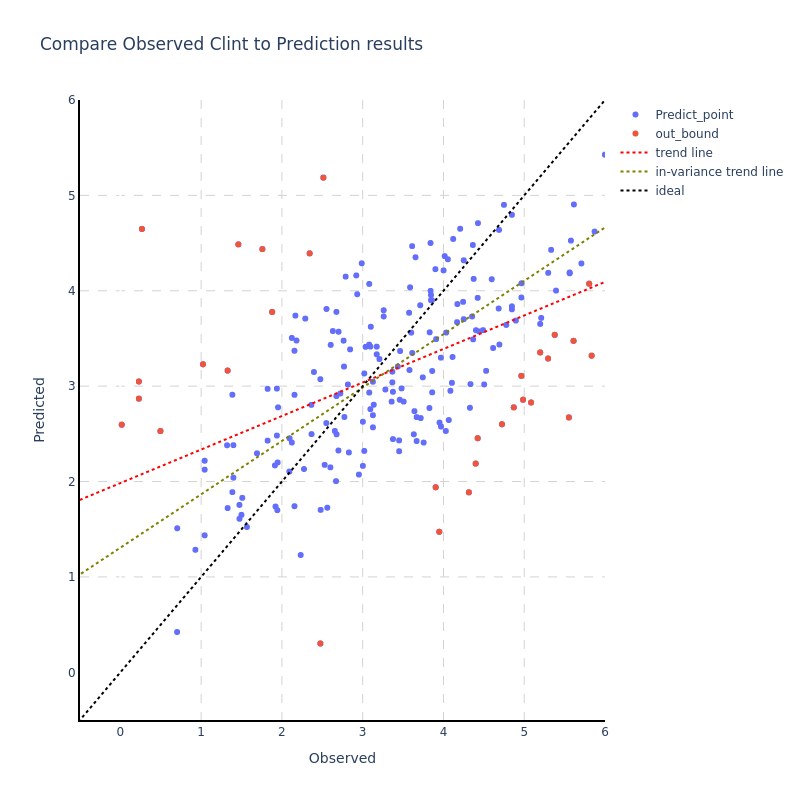 Compare Observed Clint to Prediction results
Predict_point
out_bound
trend line
in-variance trend line
ideal
6
5
4
3
2
1
0
Predicted
0 1 2 3 4 5 6
Observed